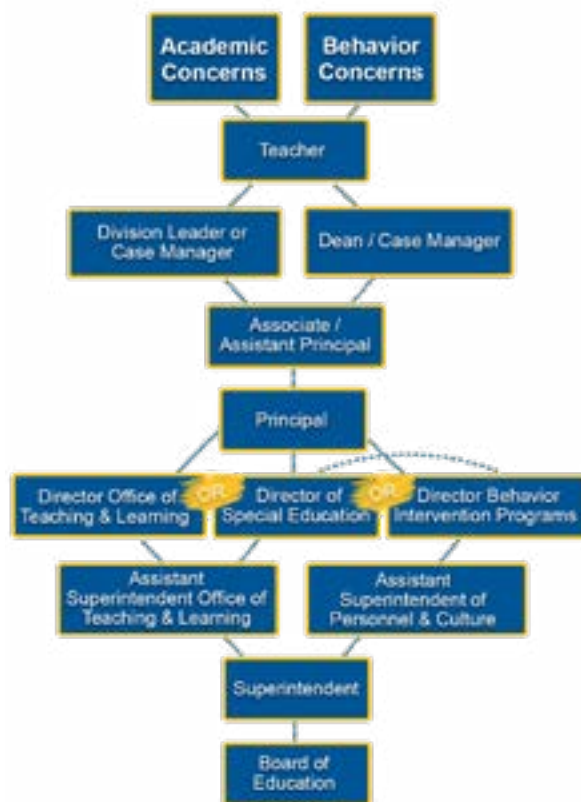 Academic
Concerns
Behavior
Concerns
Teacher
Division Leader or
Case Manager
Dean / Case Manager
Associate /
Assistant Principal
Principal
Director Office of
Teaching & Learning
OR
Director of
Special Education
OR
Director Behavior
Intervention Programs
Assistant
Superintendent Office of
Teaching & Learning
Assistant
Superintendent of
Personnel & Culture
Superintendent
Board of
Education